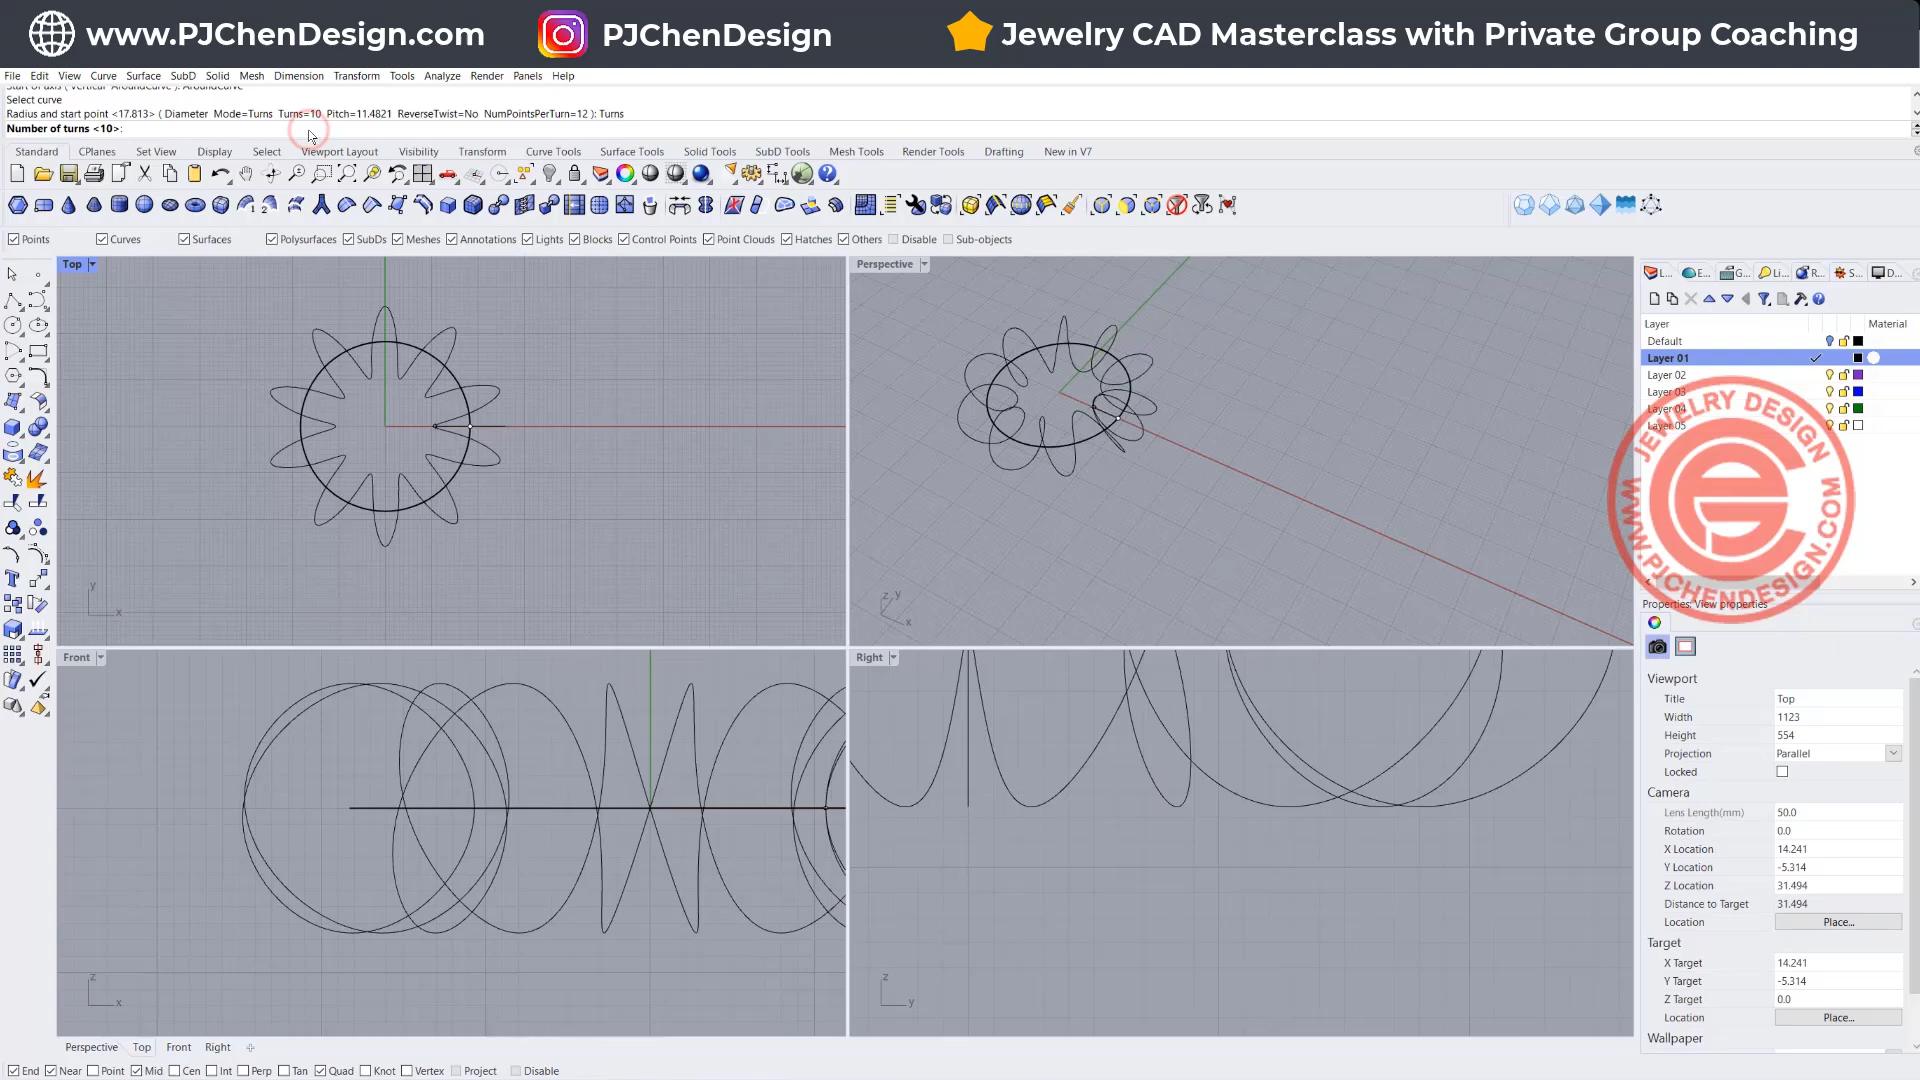 www.PJChenDesign.com PJChenDesign Jewelry CAD Masterclass with Private Group Coaching
File Edit View Curve Surface SubD Solid Mesh Dimension Transform Tools Analyze Render Panels Help
Start of axis ( Vertical AroundCurve ): AroundCurve
Select curve
Radius and start point <17.813> ( Diameter Mode=Turns Turns=10 Pitch=11.4821 ReverseTwist=No NumPointsPerTurn=12 ): Turns
Number of turns <10>:
Standard CPlanes Set View Display Select Viewport Layout Visibility Transform Curve Tools Surface Tools Solid Tools SubD Tools Mesh Tools Render Tools Drafting New in V7
Points Curves Surfaces Polysurfaces SubDs Meshes Annotations Lights Blocks Control Points Point Clouds Hatches Others Disable Sub-objects
Top
Perspective
L... E... G... Li... R... S... D...
Layer Material
Default
Layer 01
Layer 02
Layer 03
Layer 04
Layer 05
JEWELRY DESIGN
WWW.PJCHENDESIGN.COM
y
x
z y
x
Properties: View properties
Front
Right
Viewport
Title Top
Width 1123
Height 554
Projection Parallel
Locked
Camera
Lens Length(mm) 50.0
Rotation 0.0
X Location 14.241
Y Location -5.314
Z Location 31.494
Distance to Target 31.494
Location Place...
Target
X Target 14.241
Y Target -5.314
Z Target 0.0
Location Place...
Wallpaper
z
x
z
y
Perspective Top Front Right
End Near Point Mid Cen Int Perp Tan Quad Knot Vertex Project Disable